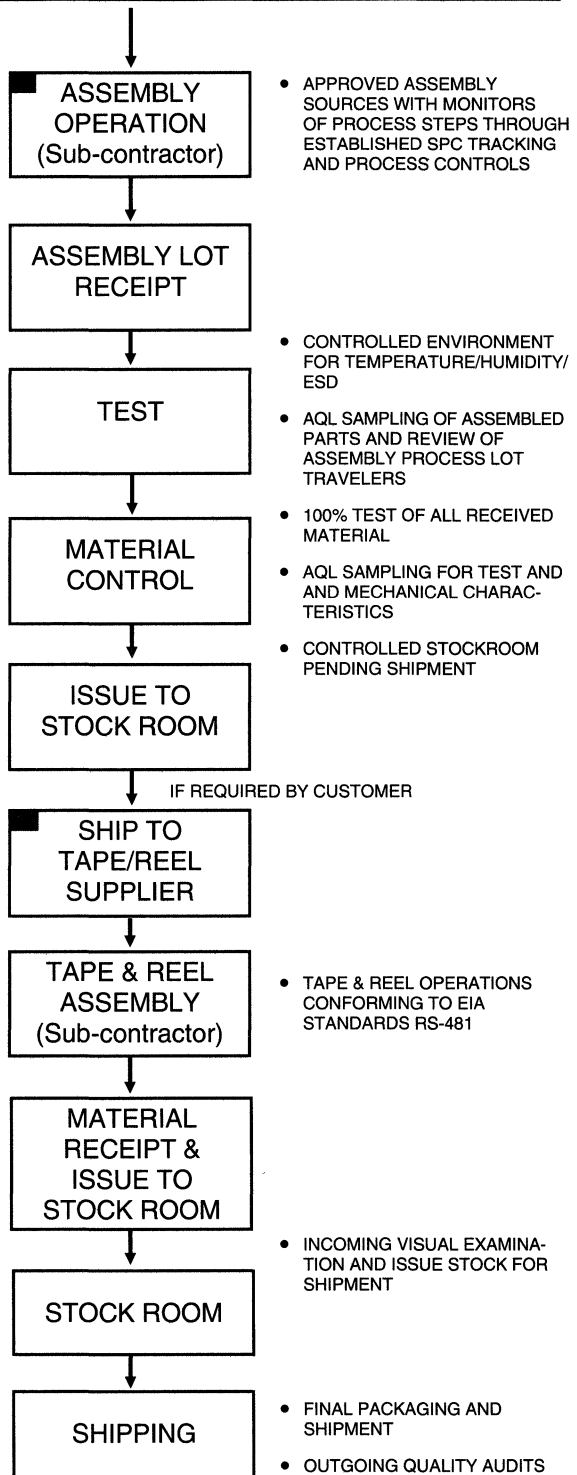 ASSEMBLY
OPERATION
(Sub-contractor)
• APPROVED ASSEMBLY
SOURCES WITH MONITORS
OF PROCESS STEPS THROUGH
ESTABLISHED SPC TRACKING
AND PROCESS CONTROLS
ASSEMBLY LOT
RECEIPT
• CONTROLLED ENVIRONMENT
FOR TEMPERATURE/HUMIDITY/
ESD
TEST
• AQL SAMPLING OF ASSEMBLED
PARTS AND REVIEW OF
ASSEMBLY PROCESS LOT
TRAVELERS
• 100% TEST OF ALL RECEIVED
MATERIAL
MATERIAL
CONTROL
• AQL SAMPLING FOR TEST AND
AND MECHANICAL CHARAC-
TERISTICS
• CONTROLLED STOCKROOM
PENDING SHIPMENT
ISSUE TO
STOCK ROOM
IF REQUIRED BY CUSTOMER
SHIP TO
TAPE/REEL
SUPPLIER
TAPE & REEL
ASSEMBLY
(Sub-contractor)
• TAPE & REEL OPERATIONS
CONFORMING TO EIA
STANDARDS RS-481
MATERIAL
RECEIPT &
ISSUE TO
STOCK ROOM
• INCOMING VISUAL EXAMINA-
TION AND ISSUE STOCK FOR
SHIPMENT
STOCK ROOM
SHIPPING
• FINAL PACKAGING AND
SHIPMENT
• OUTGOING QUALITY AUDITS